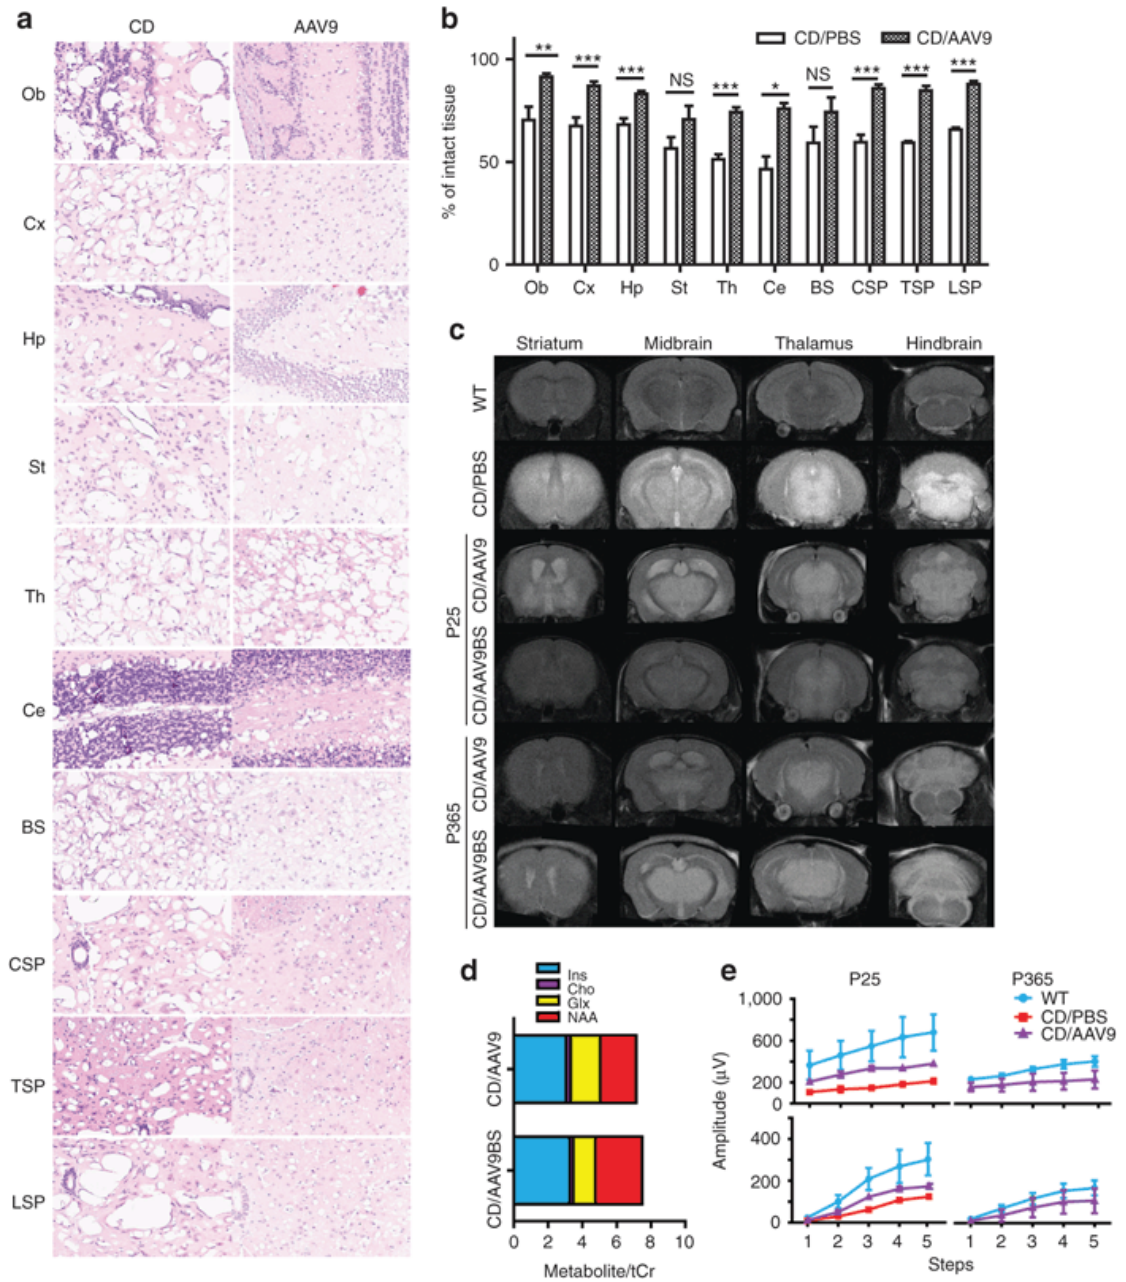 a
CD AAV9
Ob
Cx
Hp
St
Th
Ce
BS
CSP
TSP
LSP
b
CD/PBS CD/AAV9
% of intact tissue
100
50
0
** *** *** NS *** * NS *** *** ***
Ob Cx Hp St Th Ce BS CSP TSP LSP
c
Striatum Midbrain Thalamus Hindbrain
WT
CD/PBS
P25
CD/AAV9
CD/AAV9BS
P365
CD/AAV9
CD/AAV9BS
d
Ins
Cho
Glx
NAA
CD/AAV9
CD/AAV9BS
0 2 4 6 8 10
Metabolite/tCr
e
P25 P365
WT
CD/PBS
CD/AAV9
Amplitude (µV)
1,000
600
400
200
0
400
200
0
1 2 3 4 5 1 2 3 4 5
Steps